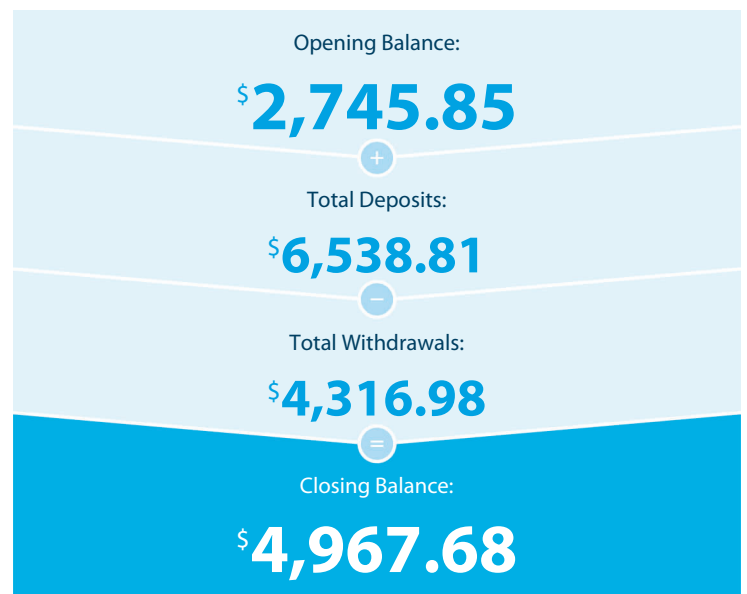 Opening Balance:
$2,745.85
+
Total Deposits:
$6,538.81
−
Total Withdrawals:
$4,316.98
=
Closing Balance:
$4,967.68